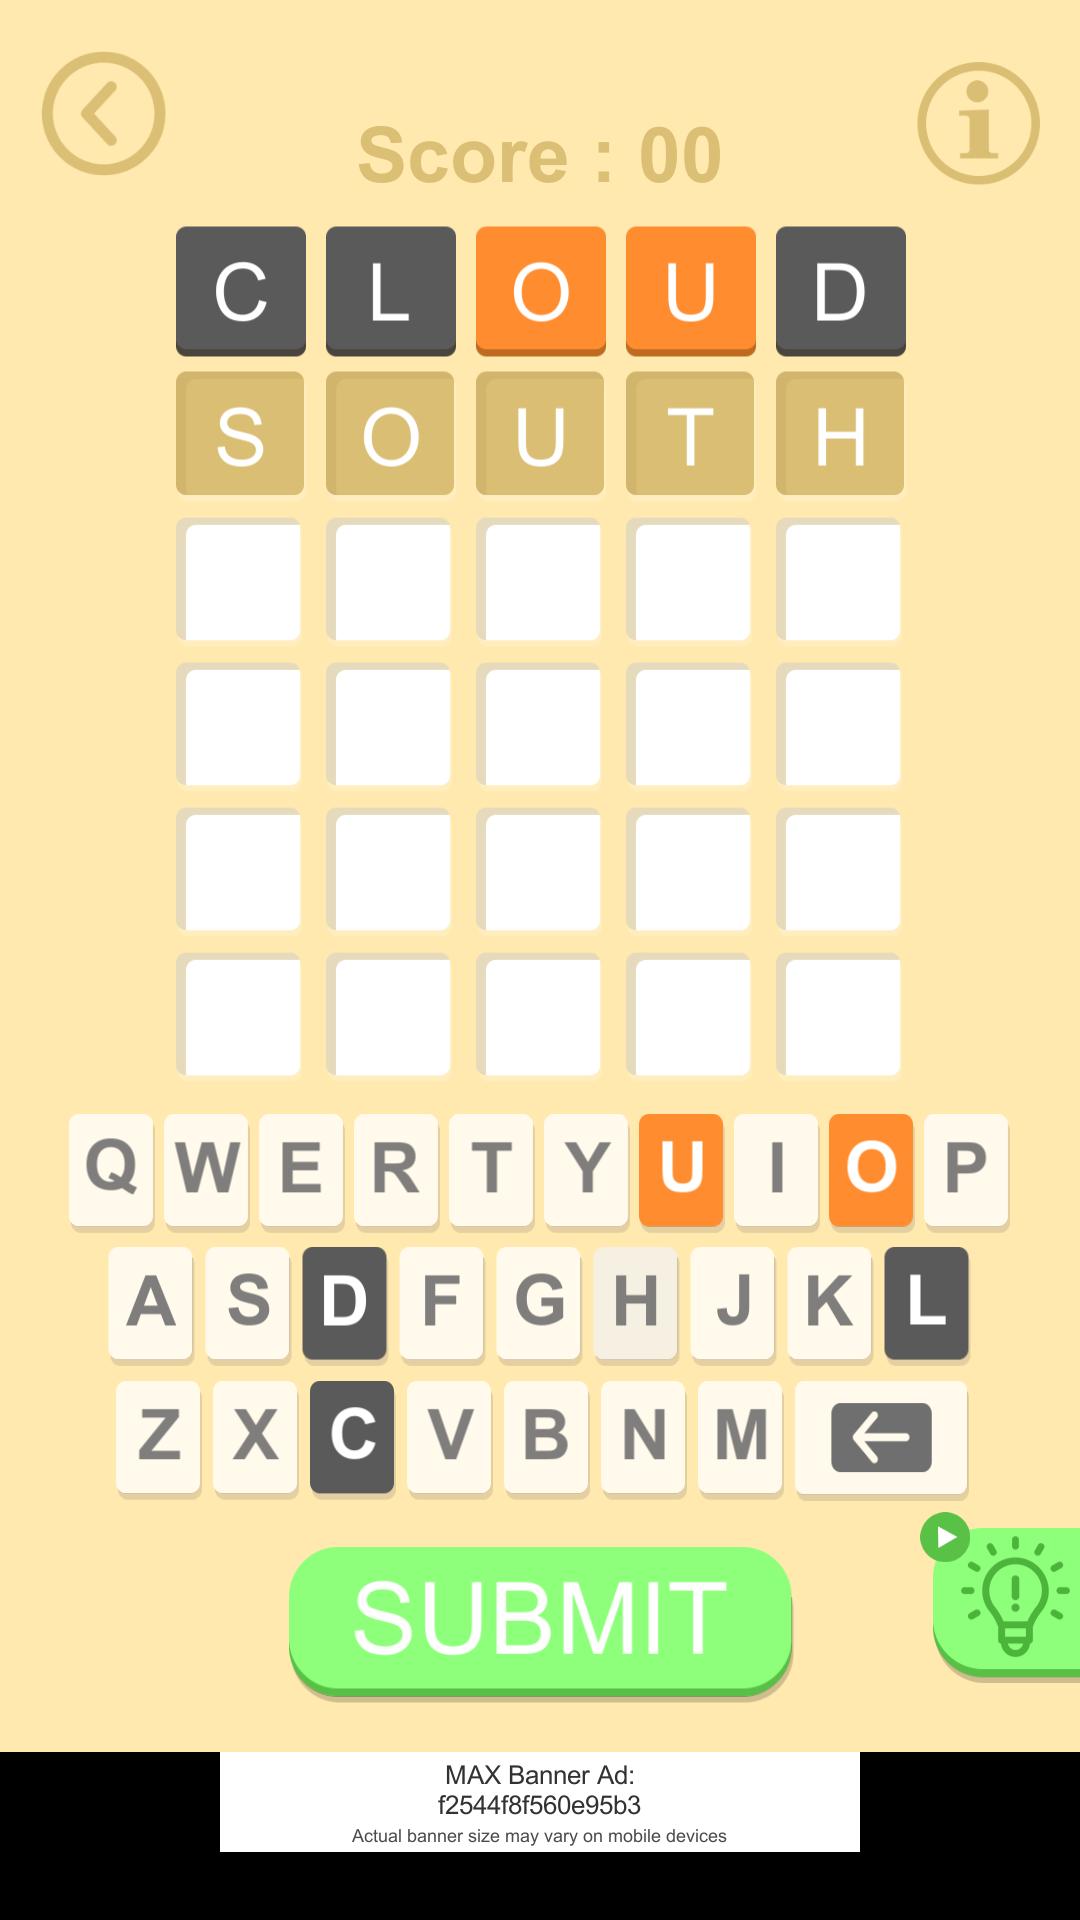 Score : 00
C L O U D
S O U T H
Q W E R T Y U I O P
A S D F G H J K L
Z X C V B N M
SUBMIT
MAX Banner Ad:
f2544f8f560e95b3
Actual banner size may vary on mobile devices